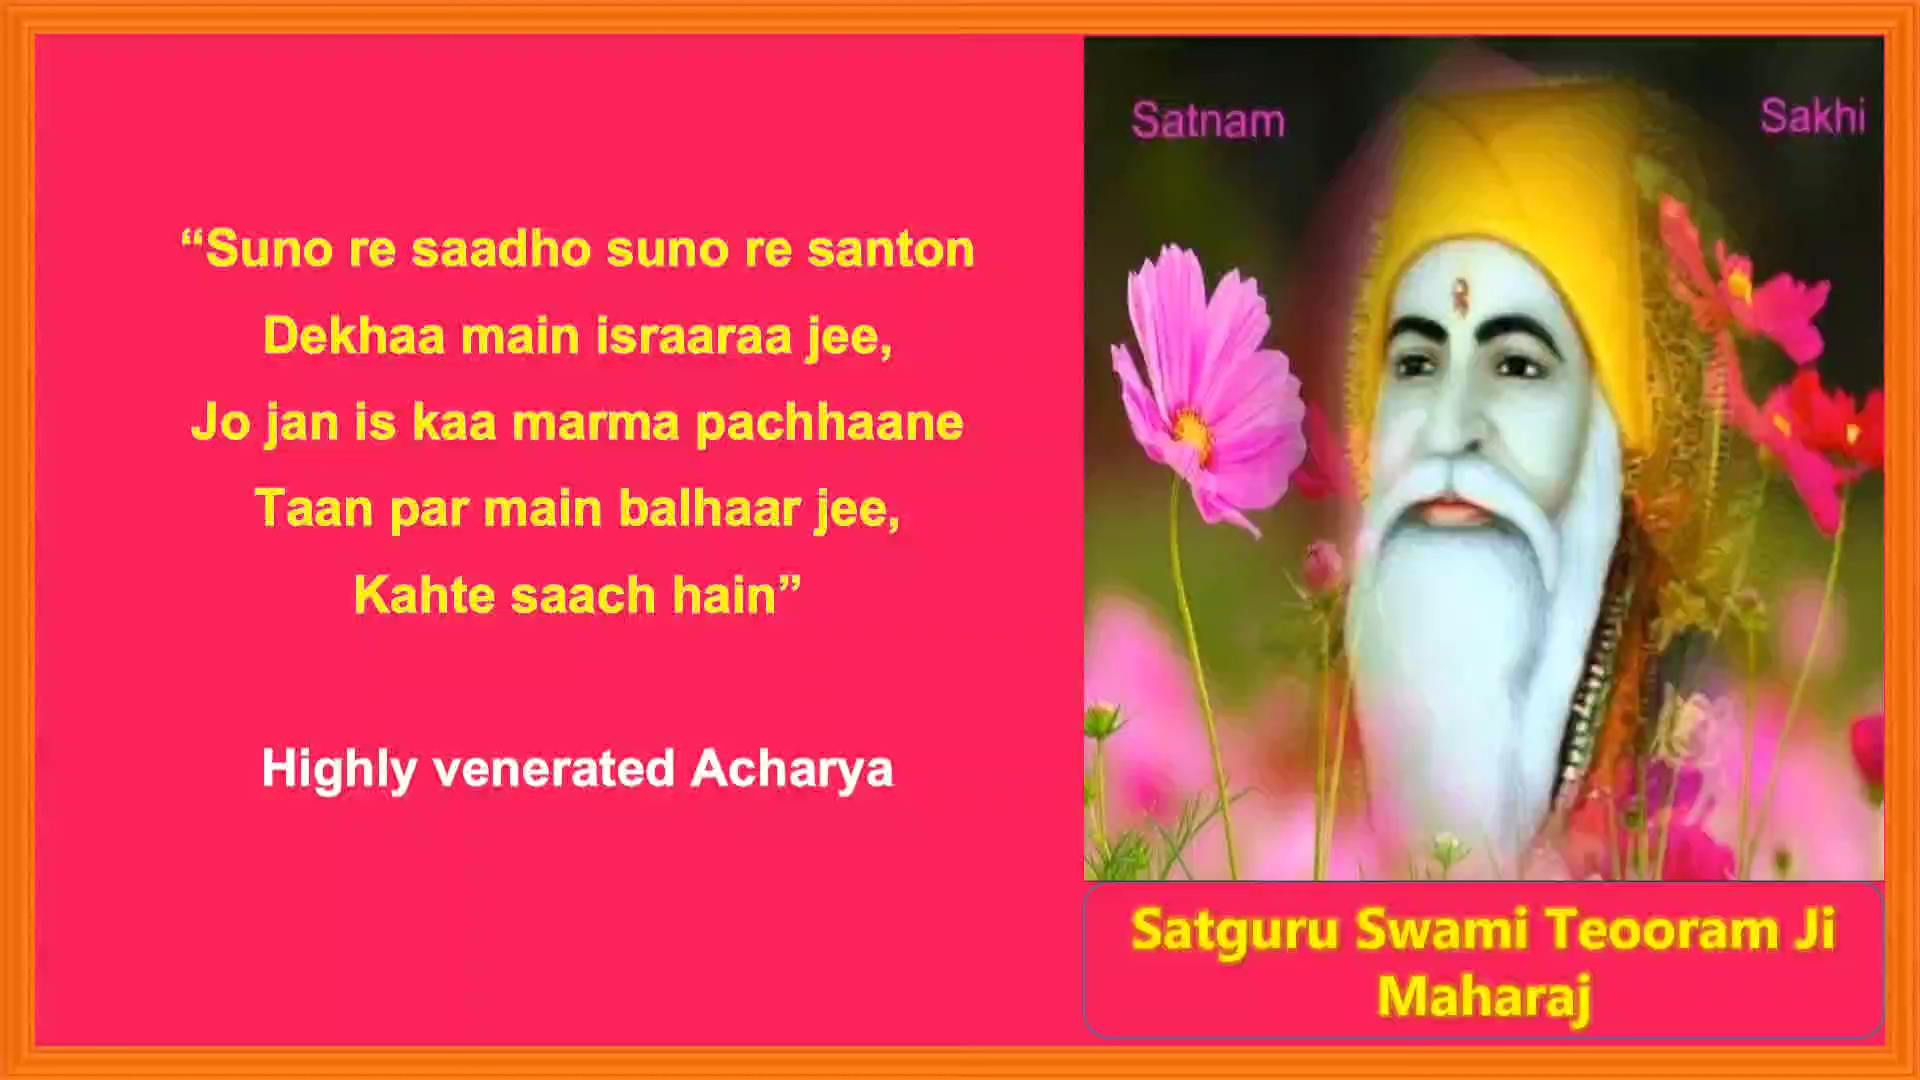 “Suno re saadho suno re santon
Dekhaa main israaraa jee,
Jo jan is kaa marma pachhaane
Taan par main balhaar jee,
Kahte saach hain”
Highly venerated Acharya
Satnam
Sakhi
Satguru Swami Teooram Ji
Maharaj